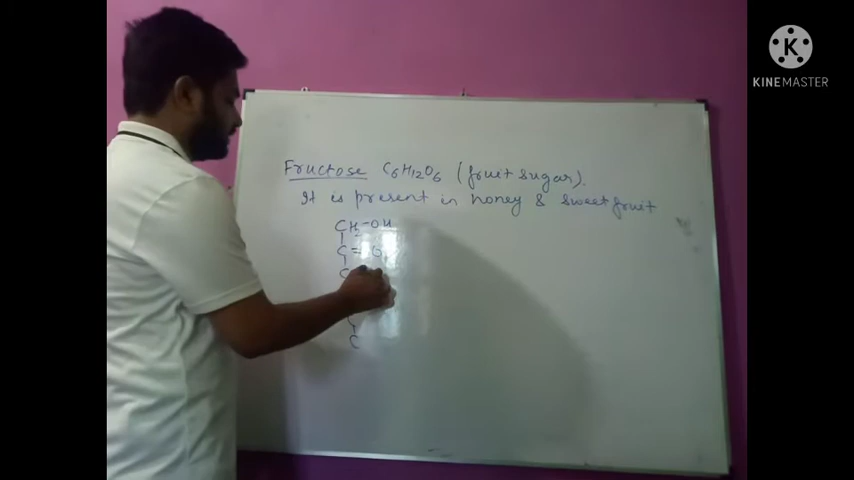 Fructose C6H12O6 (fruit sugar).
It is present in honey & sweet fruit
CH2-OH
C=O
C
C
C
KINEMASTER